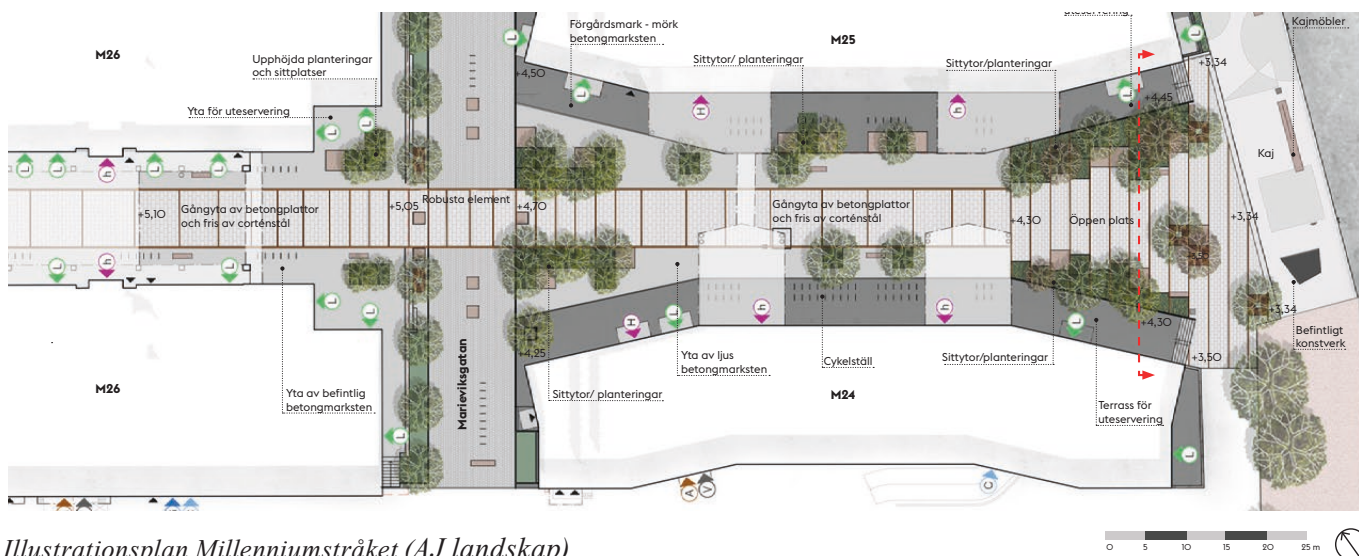 M26
Upphöjda planteringar
och sittplatser
Yta för uteservering
Förgårdsmark - mörk
betongmarksten
M25
Sittytor/ planteringar
Sittytor/planteringar
uteservering
Kajmöbler
+4,50
+3,34
+4,45
L
L
L
L
L
L
L
L
L
L
H
h
h
Kaj
+5,10
Gångyta av betongplattor
och fris av corténstål
+5,05
Robusta element
+4,70
Gångyta av betongplattor
och fris av corténstål
+4,30
Öppen plats
+3,34
L
h
L
L
L
+4,25
H
L
h
h
L
+4,30
+3,34
+3,50
Yta av befintlig
betongmarksten
Marieviksgatan
Sittytor/ planteringar
Yta av ljus
betongmarksten
Cykelställ
Sittytor/planteringar
Befintligt
konstverk
M26
M24
Terrass för
uteservering
L
L
A
V
C
Illustrationsplan Millenniumstråket (AJ landskap)
0 5 10 15 20 25 m